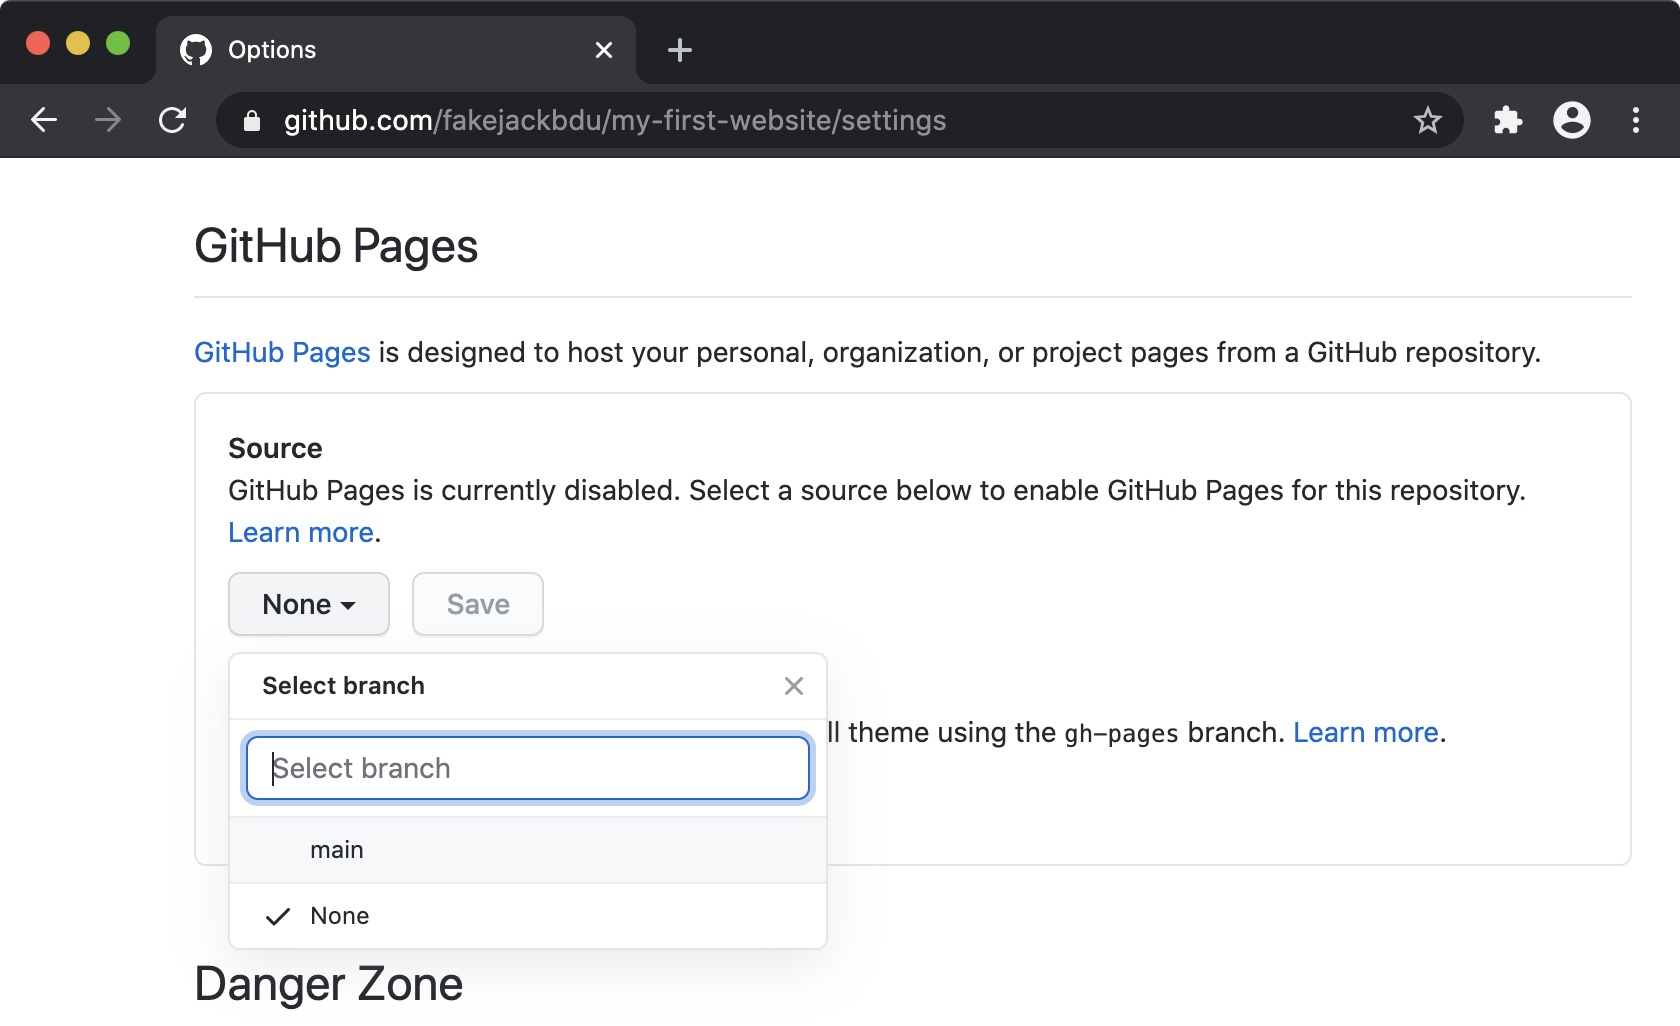 Options
github.com/fakejackbdu/my-first-website/settings
GitHub Pages
GitHub Pages is designed to host your personal, organization, or project pages from a GitHub repository.
Source
GitHub Pages is currently disabled. Select a source below to enable GitHub Pages for this repository.
Learn more.
None Save
Select branch
ll theme using the gh-pages branch. Learn more.
Select branch
main
None
Danger Zone